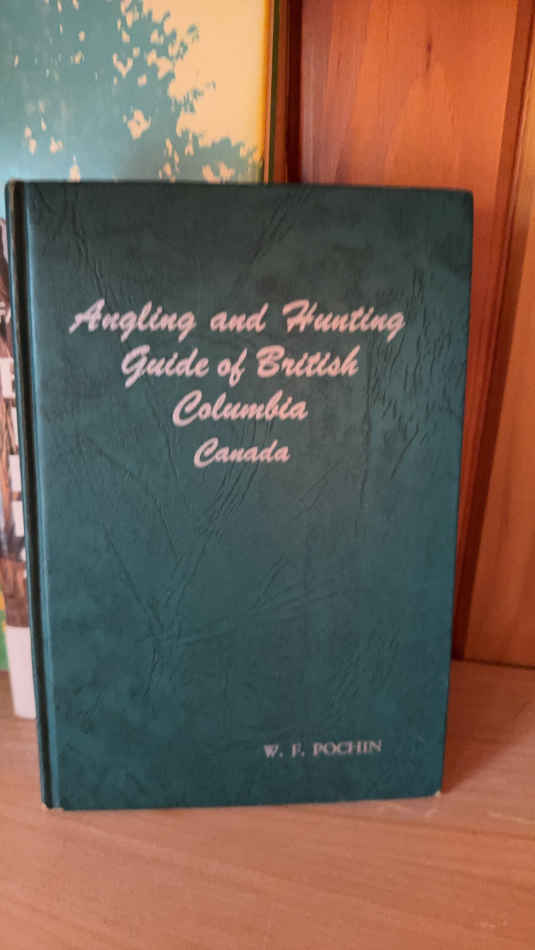 Angling and Hunting
Guide of British
Columbia
Canada
W. F. POCHIN